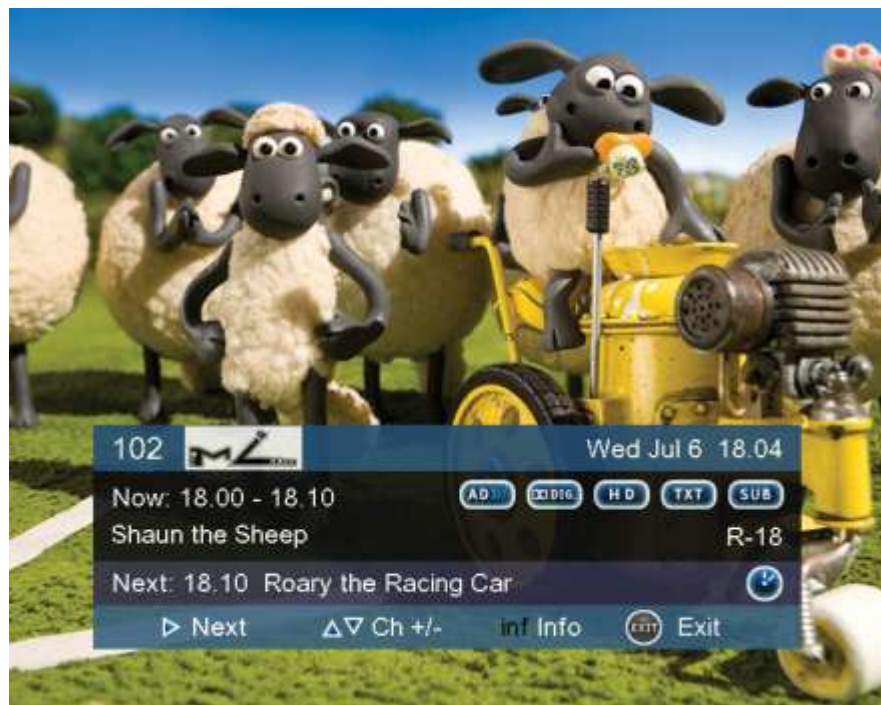 102
Wed Jul 6 18.04
Now: 18.00 - 18.10
AD))) DIG. HD TXT SUB
Shaun the Sheep
R-18
Next: 18.10 Roary the Racing Car
Next Ch +/- inf Info EXIT Exit